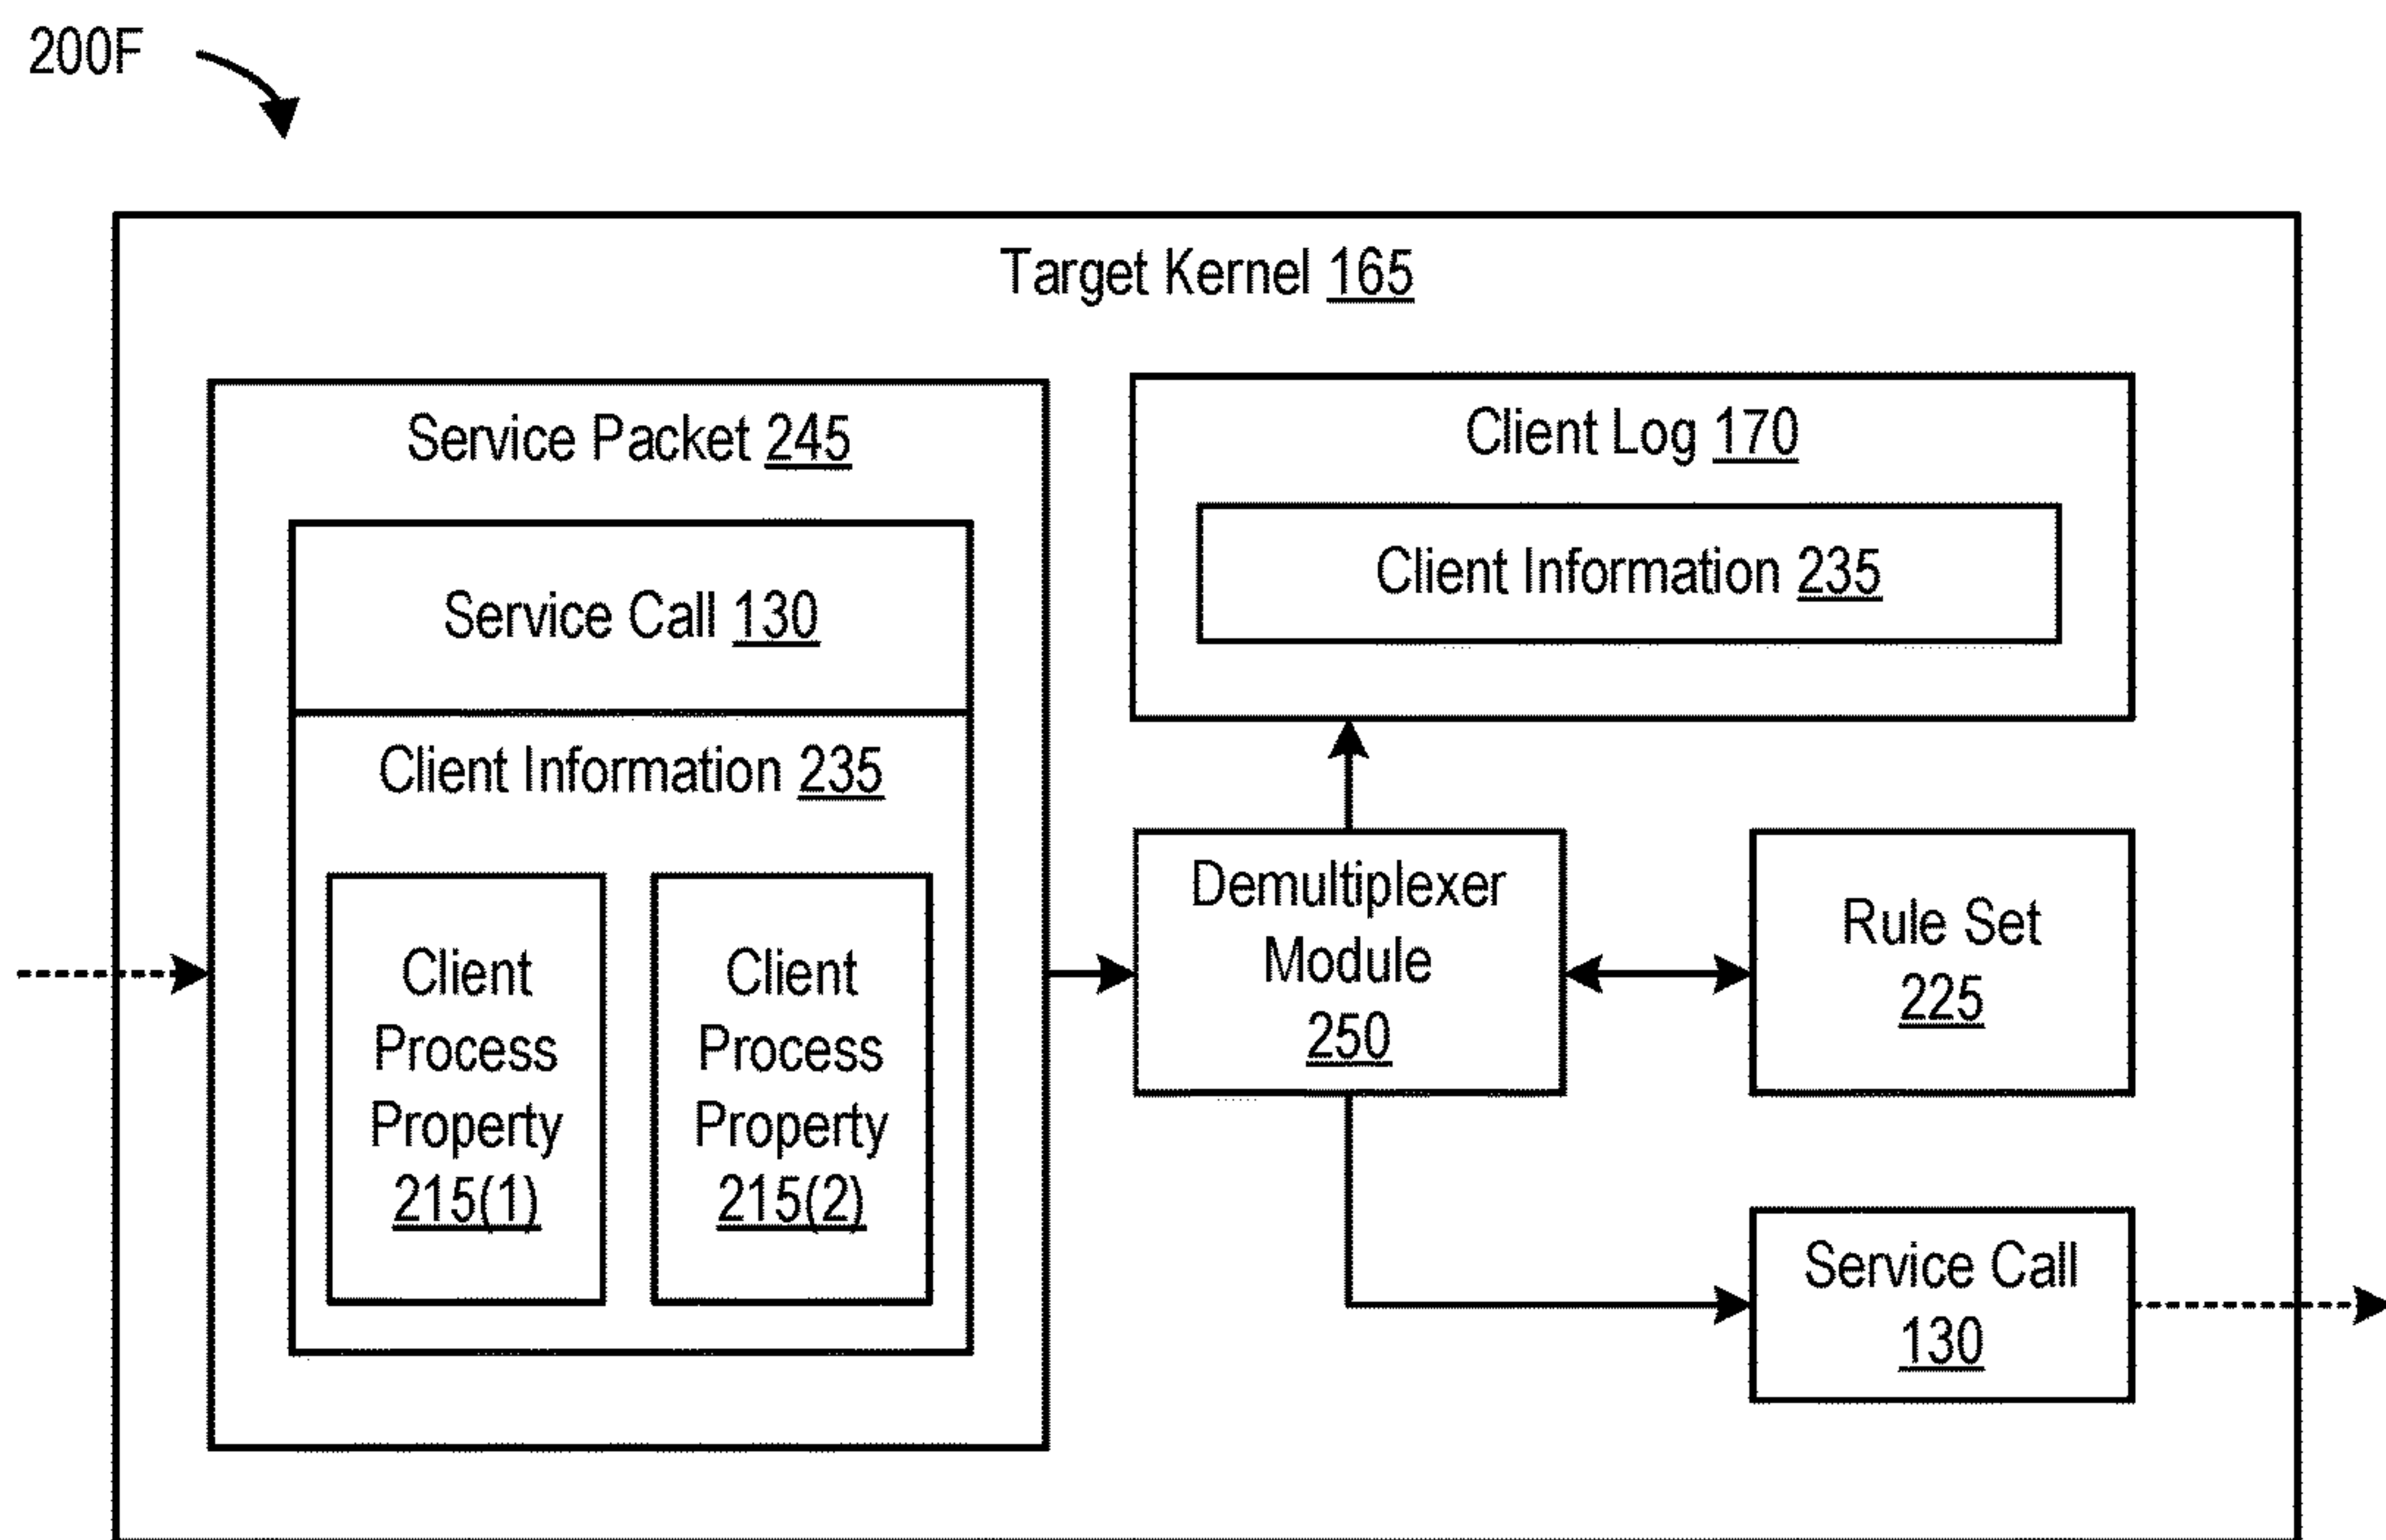 200F
Target Kernel 165
Service Packet 245
Service Call 130
Client Information 235
Client
Process
Property
215(1)
Client
Process
Property
215(2)
Client Log 170
Client Information 235
Demultiplexer
Module
250
Rule Set
225
Service Call
130